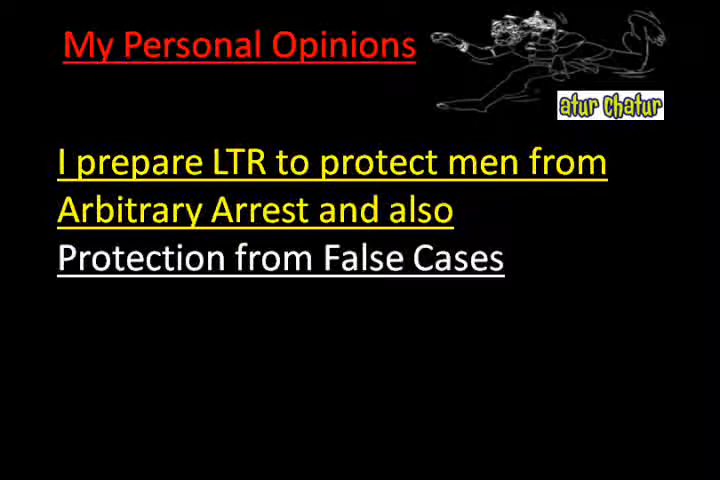 My Personal Opinions
atur chatur
I prepare LTR to protect men from
Arbitrary Arrest and also
Protection from False Cases